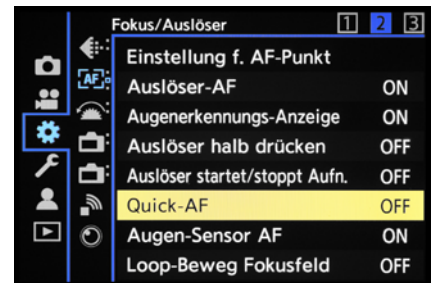 Fokus/Auslöser 1 2 3
Einstellung f. AF-Punkt
AF
Auslöser-AF ON
Augenerkennungs-Anzeige ON
Auslöser halb drücken OFF
Auslöser startet/stoppt Aufn. OFF
Quick-AF OFF
Augen-Sensor AF ON
Loop-Beweg Fokusfeld OFF